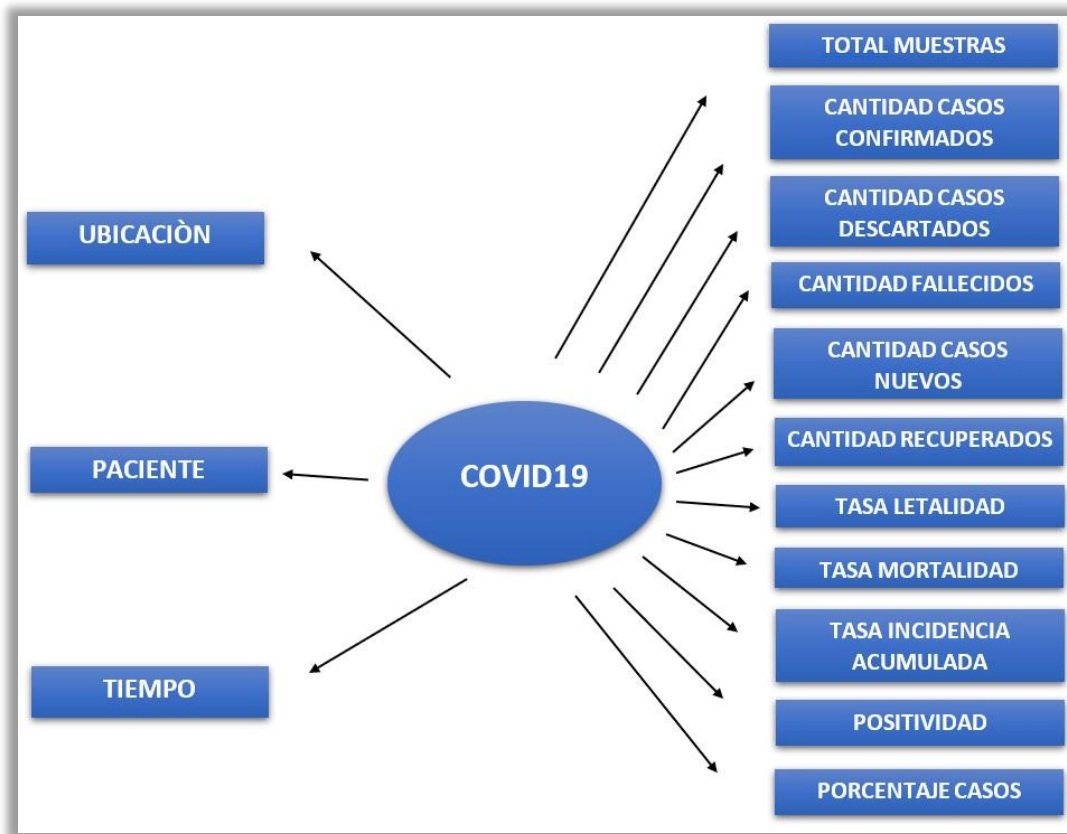 UBICACIÒN
PACIENTE
TIEMPO
COVID19
TOTAL MUESTRAS
CANTIDAD CASOS
CONFIRMADOS
CANTIDAD CASOS
DESCARTADOS
CANTIDAD FALLECIDOS
CANTIDAD CASOS
NUEVOS
CANTIDAD RECUPERADOS
TASA LETALIDAD
TASA MORTALIDAD
TASA INCIDENCIA
ACUMULADA
POSITIVIDAD
PORCENTAJE CASOS